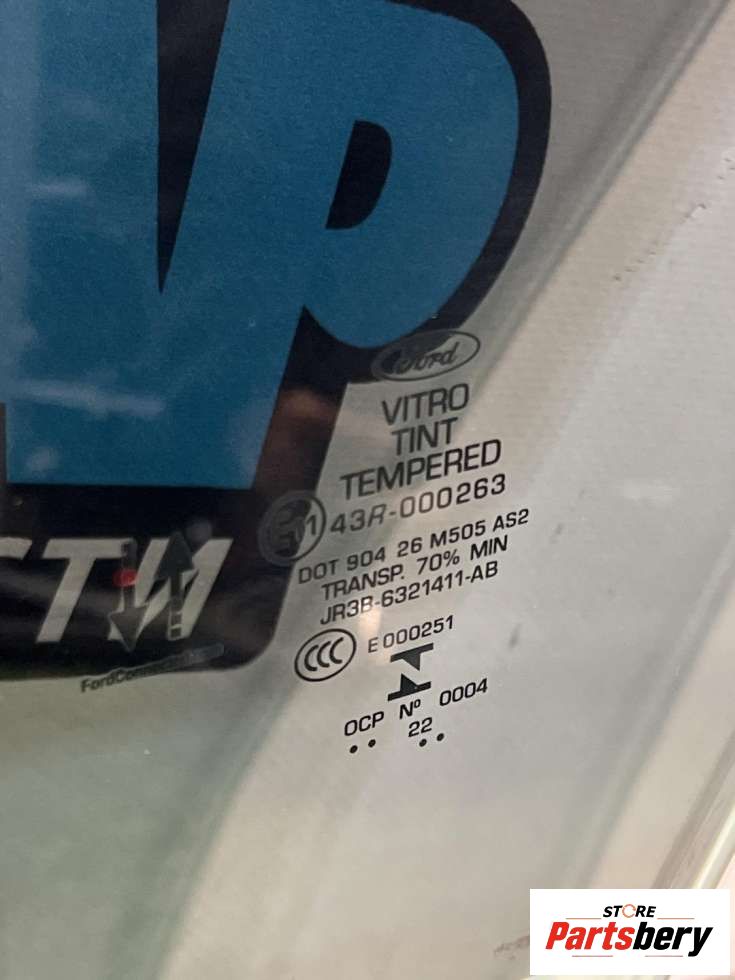 Ford
VITRO
TINT
TEMPERED
43R-000263
DOT 904 26 M505 AS2
TRANSP. 70% MIN
JR3B-6321411-AB
CCC E 000251
OCP Nº 0004
.. 22 ..
STORE
Partsbery